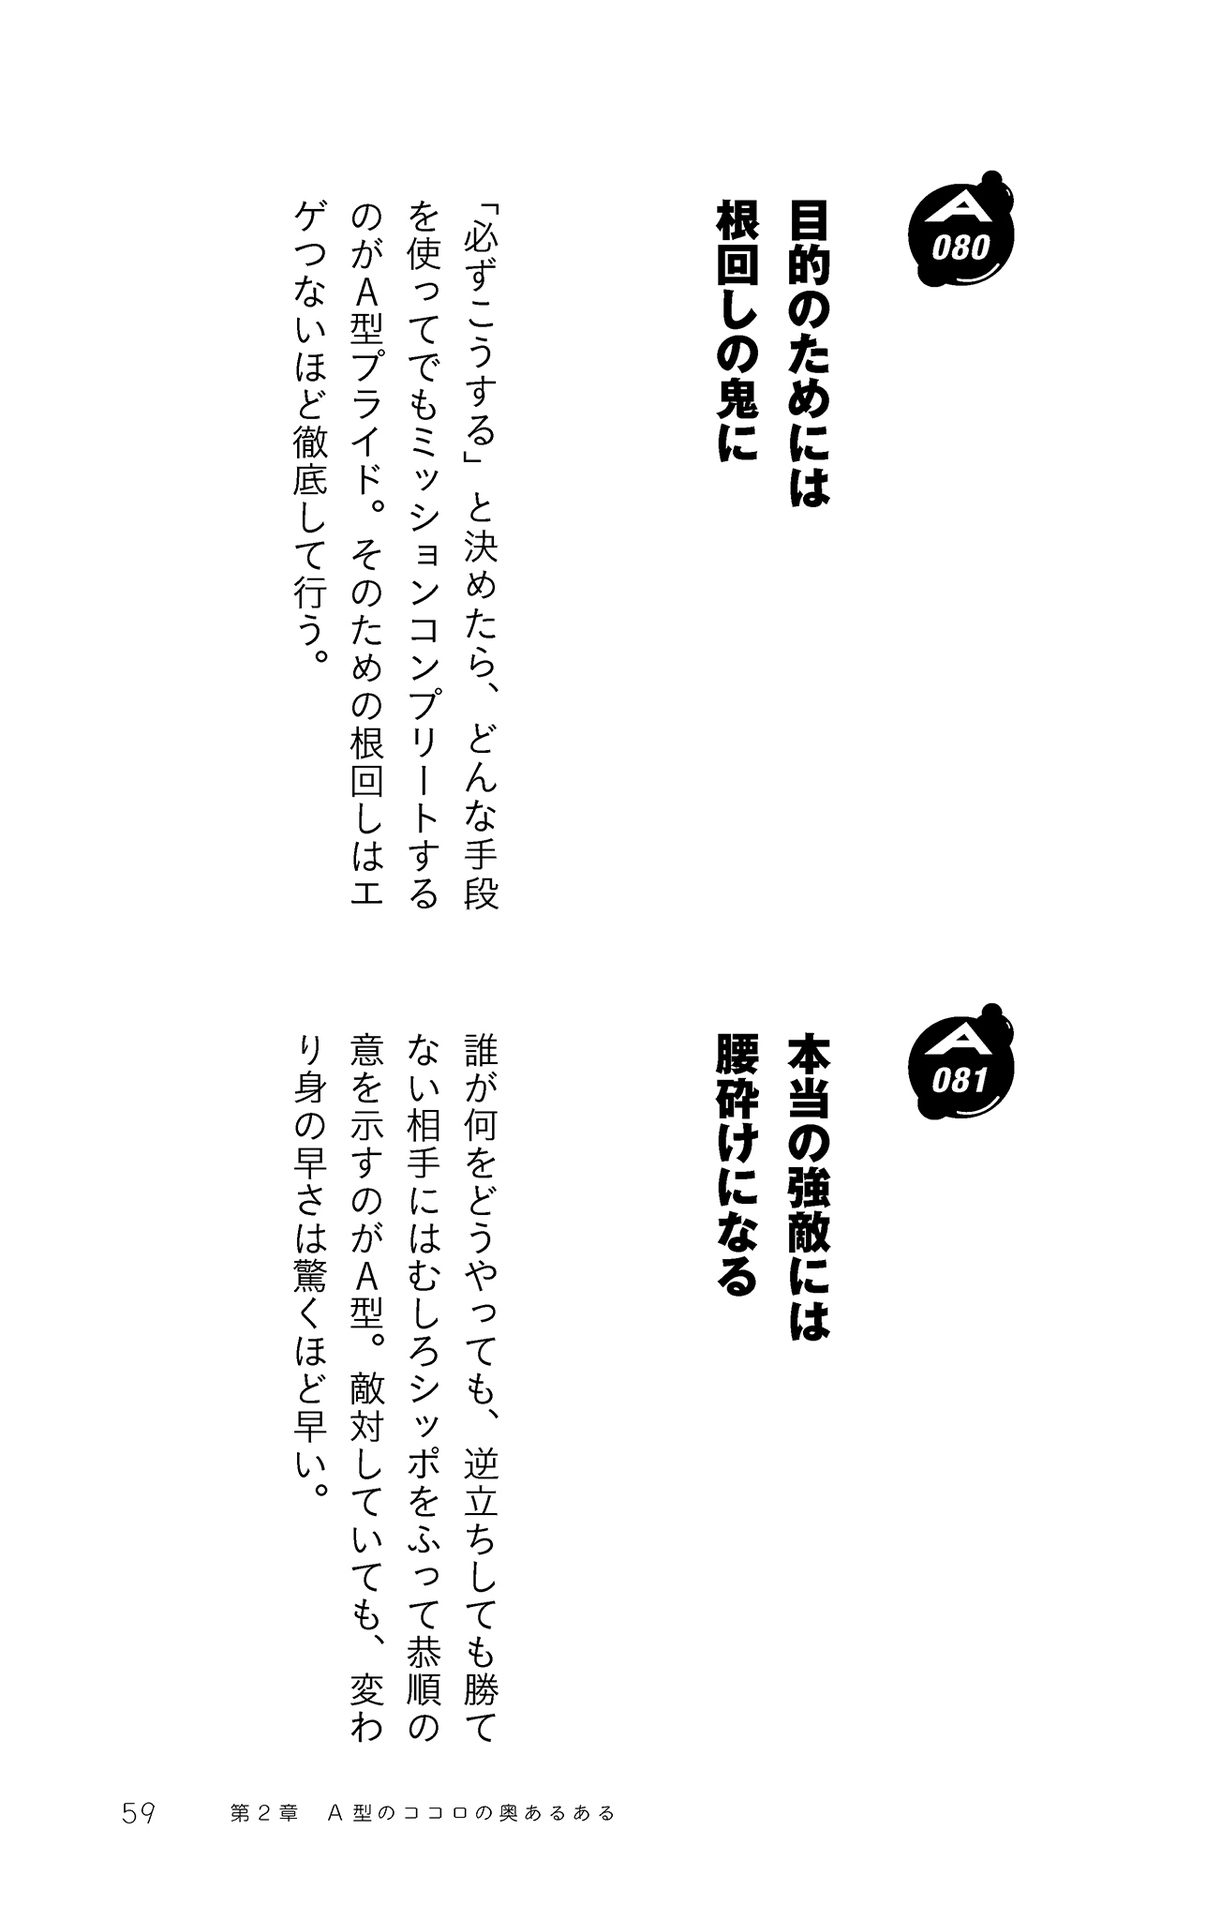 A
080
目的のためには
根回しの鬼に
「必ずこうする」と決めたら、どんな手段
を使ってでもミッションコンプリートする
のがA型プライド。そのための根回しはエ
ゲつないほど徹底して行う。
A
081
本当の強敵には
腰砕けになる
誰が何をどうやっても、逆立ちしても勝て
ない相手にはむしろシッポをふって恭順の
意を示すのがA型。敵対していても、変わ
り身の早さは驚くほど早い。
59 第2章 A型のココロの奥あるある